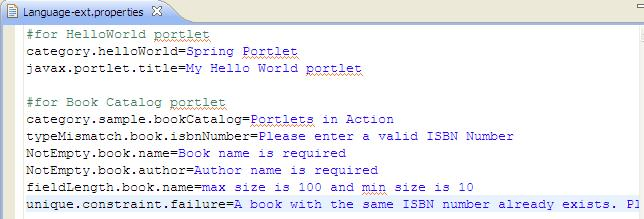 Language-ext.properties
#for HelloWorld portlet
category.helloWorld=Spring Portlet
javax.portlet.title=My Hello World portlet
#for Book Catalog portlet
category.sample.bookCatalog=Portlets in Action
typeMismatch.book.isbnNumber=Please enter a valid ISBN Number
NotEmpty.book.name=Book name is required
NotEmpty.book.author=Author name is required
fieldLength.book.name=max size is 100 and min size is 10
unique.constraint.failure=A book with the same ISBN number already exists. Pl